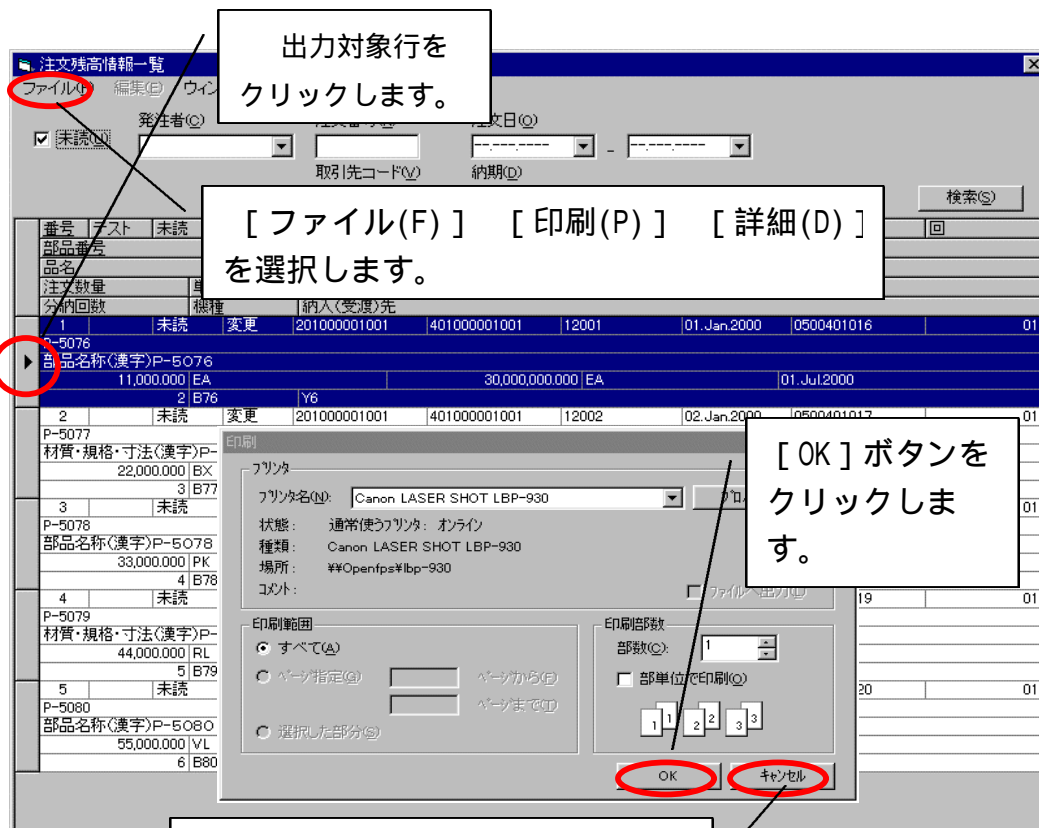 出力対象行を
クリックします。
注文残高情報一覧
ファイル(F) 編集(E) ウィン
発注者(C) 注文日(O)
未読(U)
--.---.---- - --.---.----
取引先コード(V) 納期(D)
検索(S)
[ファイル(F)] [印刷(P)] [詳細(D)]
を選択します。
番号 テスト 未読 回
部品番号
品名
注文数量
分納回数 機種 納入(受渡)先
1 未読 変更 201000001001 401000001001 12001 01.Jan.2000 0500401016 01
P-5076
部品名称(漢字)P-5076
11,000.000 EA 30,000,000.000 EA 01.Jul.2000
2 B76 Y6
2 未読 変更 201000001001 401000001001 12002 02.Jan.2000 0500401017 01
P-5077
材質・規格・寸法(漢字)P-
22,000.000 BX
3 B77
3 未読 01
P-5078
部品名称(漢字)P-5078
33,000.000 PK
4 B78
4 未読 19 01
P-5079
材質・規格・寸法(漢字)P-
44,000.000 RL
5 B79
5 未読 20 01
P-5080
部品名称(漢字)P-5080
55,000.000 VL
6 B80
印刷
プリンタ
プリンタ名(N): Canon LASER SHOT LBP-930
状態: 通常使うプリンタ: オンライン
種類: Canon LASER SHOT LBP-930
場所: ¥¥Openfps¥lbp-930
コメント: ファイルへ出力(L)
印刷範囲
すべて(A)
ページ指定(G) ページから(F)
ページまで(T)
選択した部分(S)
印刷部数
部数(C): 1
部単位で印刷(O)
1 1 2 2 3 3
OK キャンセル
[OK]ボタンを
クリックしま
す。